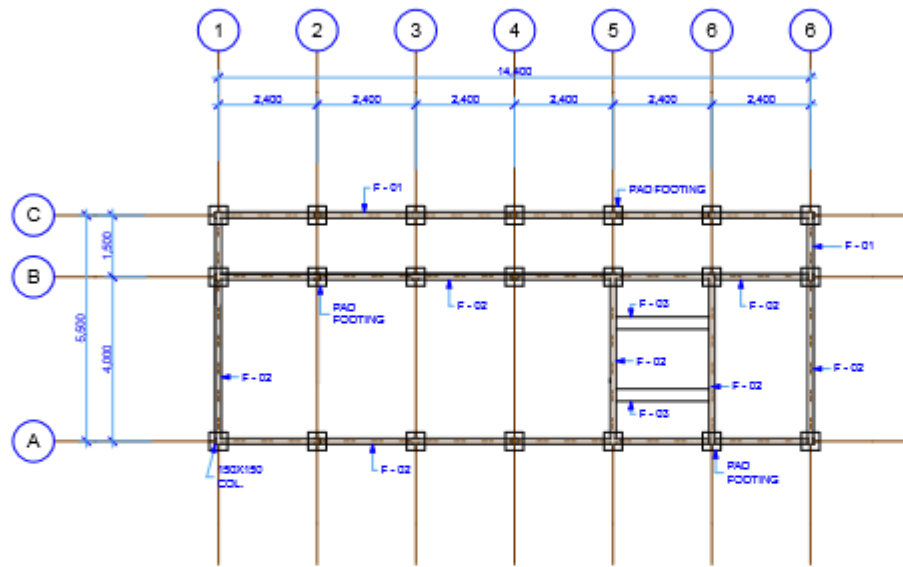 1 2 3 4 5 6 6
14,400
2,400 2,400 2,400 2,400 2,400 2,400
F - 01
PAD FOOTING
C
1,500
F - 01
B
PAD
FOOTING
F - 02
F - 03
F - 02
5,500
4,000
F - 02
F - 02
F - 02
F - 02
F - 03
A
150X150
COL.
F - 02
PAD
FOOTING